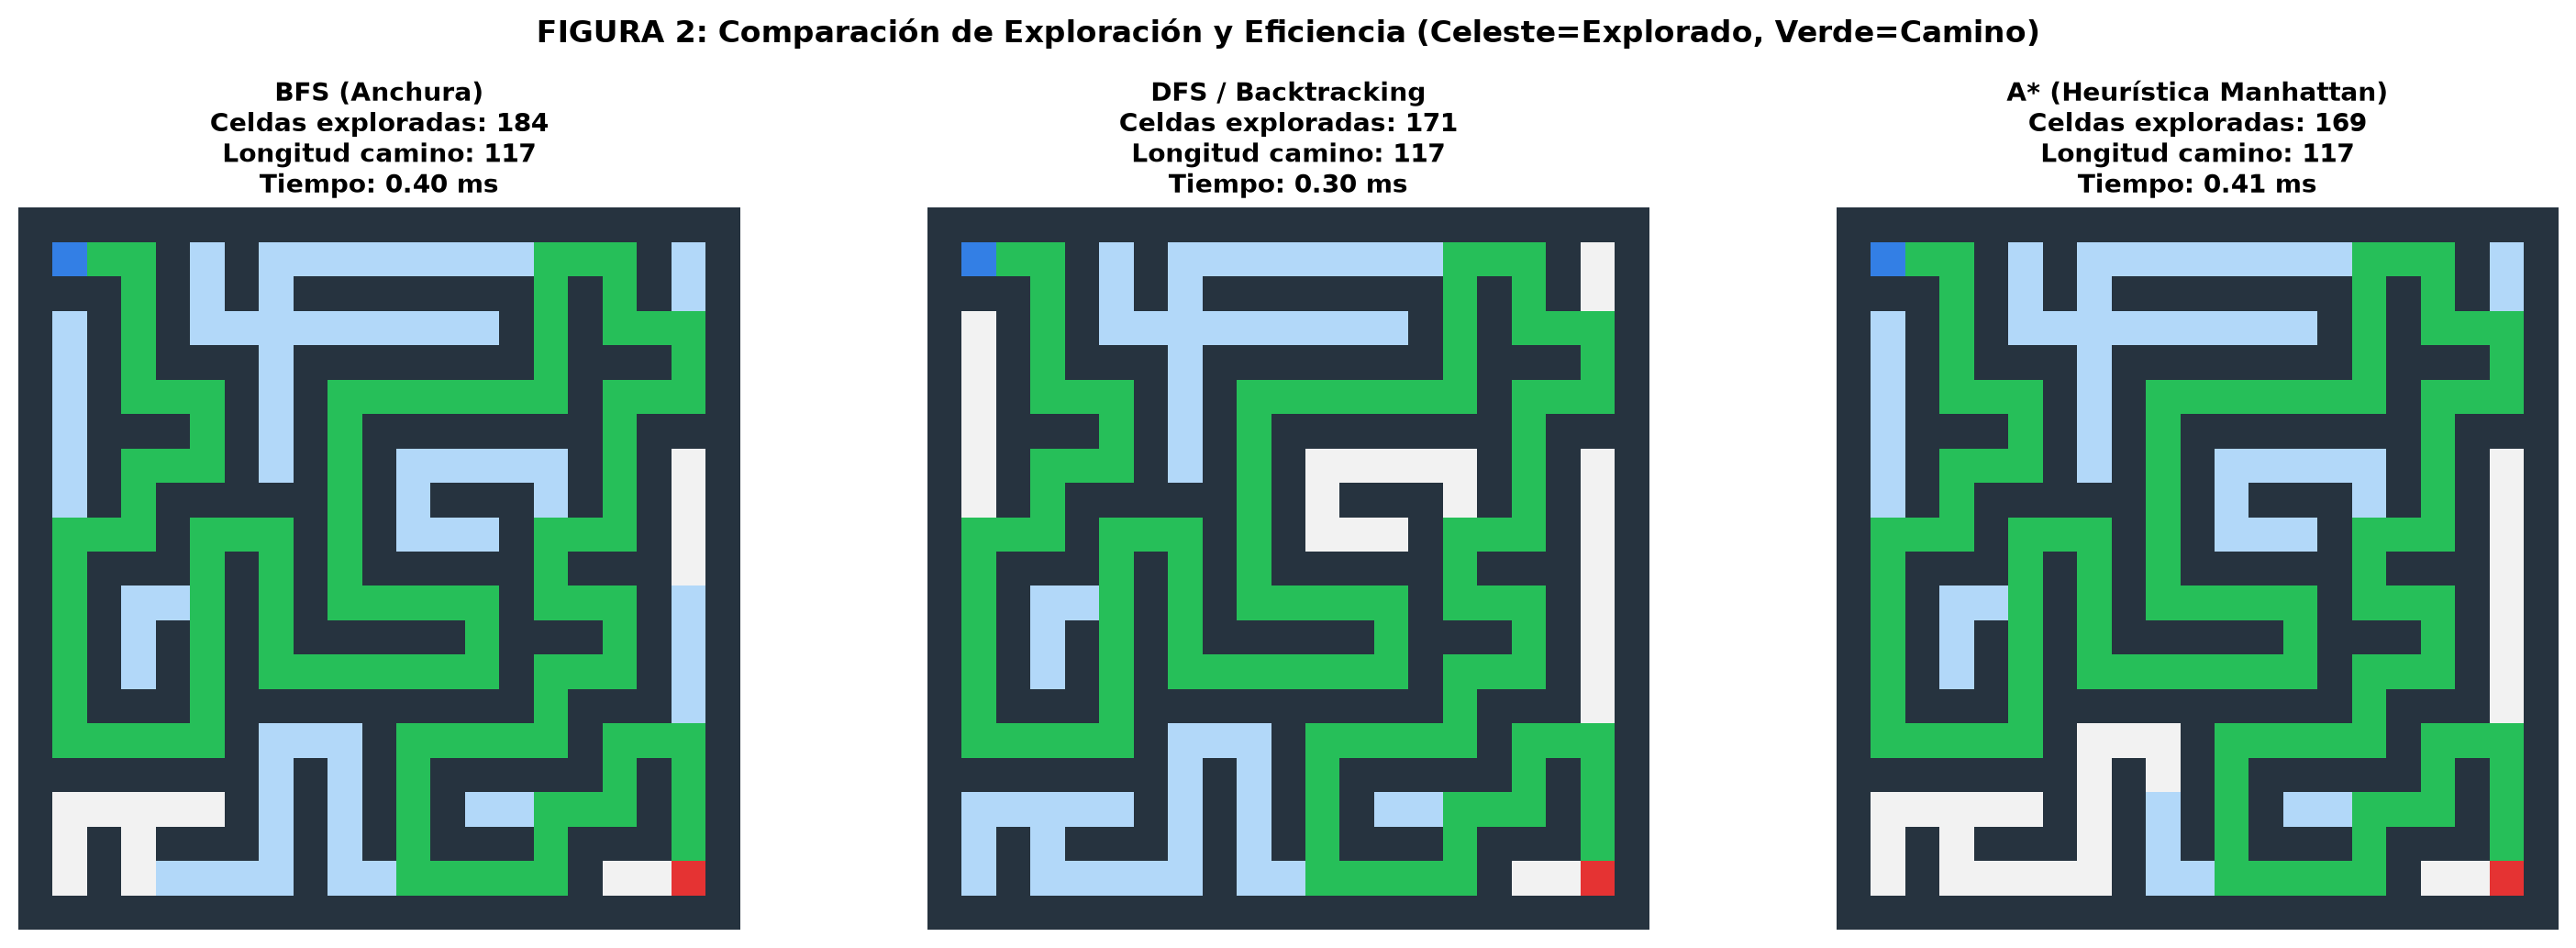 FIGURA 2: Comparación de Exploración y Eficiencia (Celeste=Explorado, Verde=Camino)
BFS (Anchura)
Celdas exploradas: 184
Longitud camino: 117
Tiempo: 0.40 ms
DFS / Backtracking
Celdas exploradas: 171
Longitud camino: 117
Tiempo: 0.30 ms
A* (Heurística Manhattan)
Celdas exploradas: 169
Longitud camino: 117
Tiempo: 0.41 ms